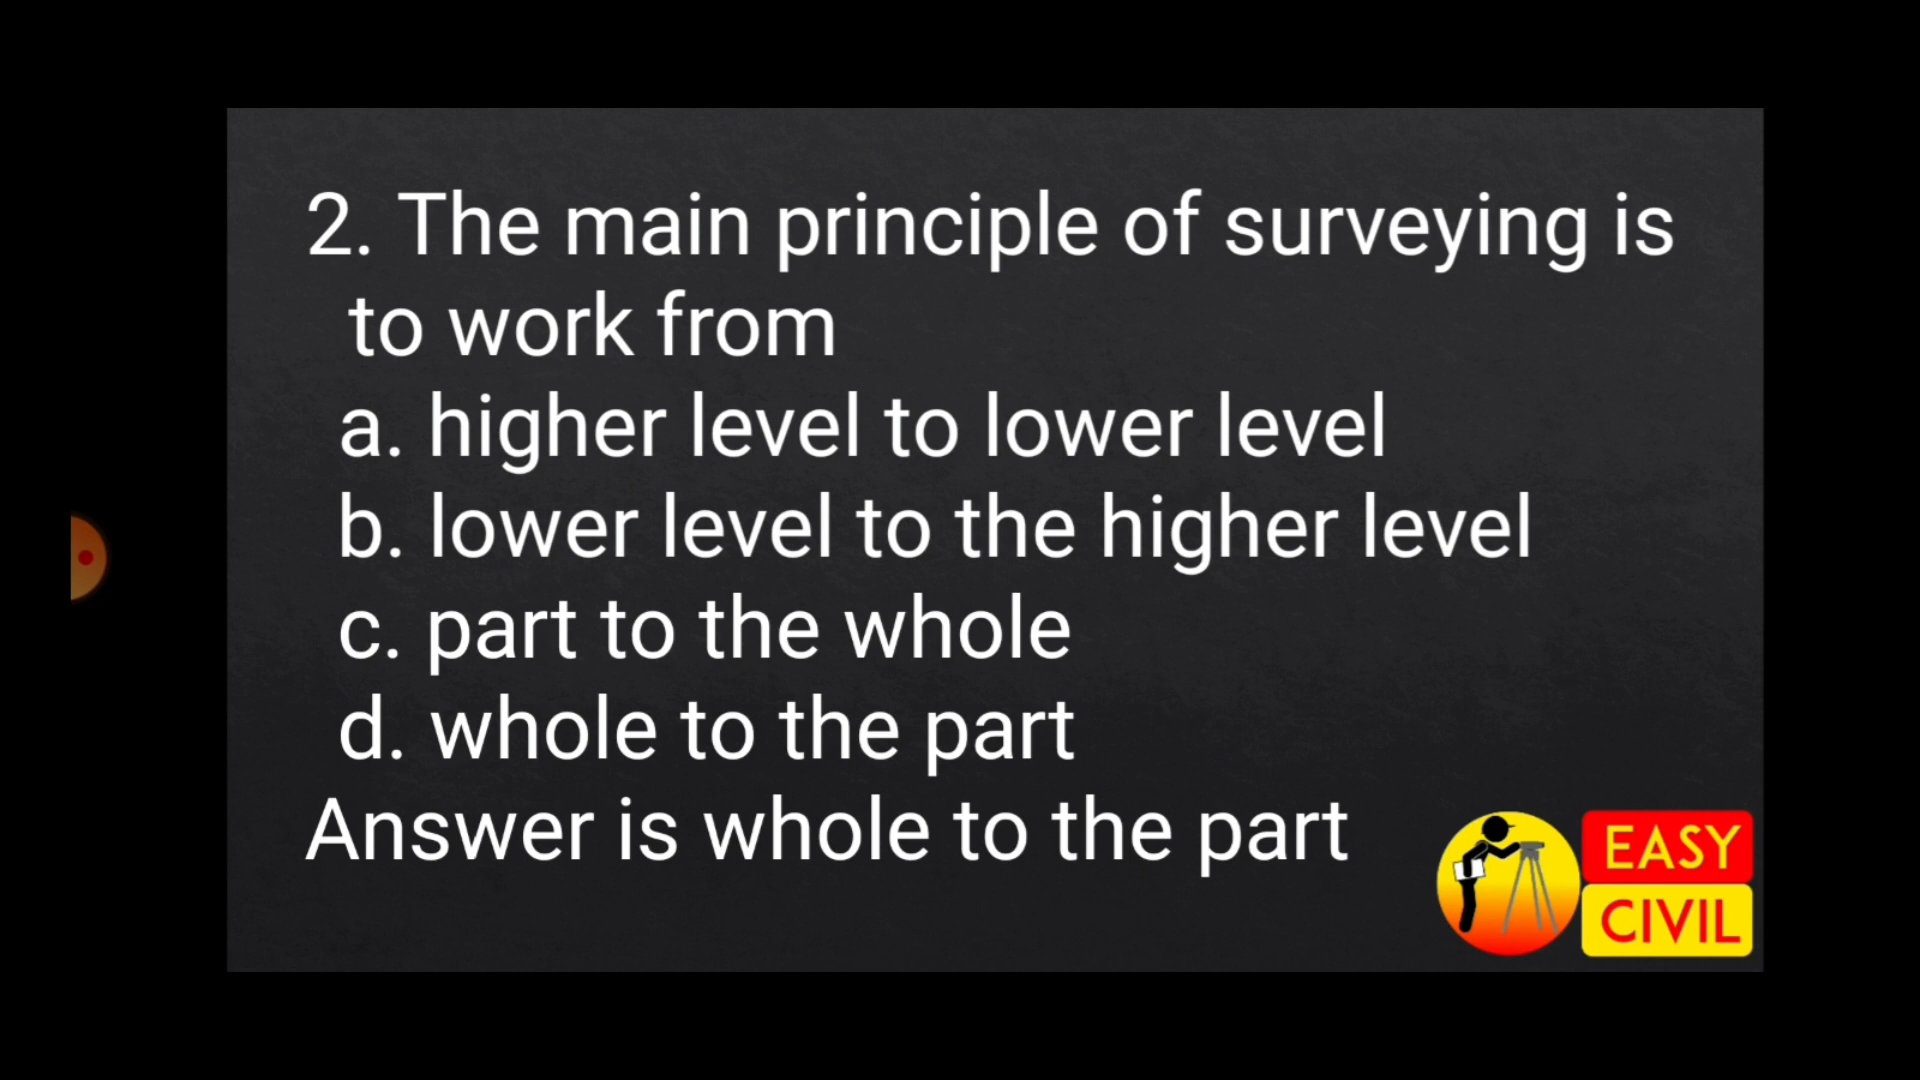 2. The main principle of surveying is
to work from
a. higher level to lower level
b. lower level to the higher level
c. part to the whole
d. whole to the part
Answer is whole to the part
EASY
CIVIL